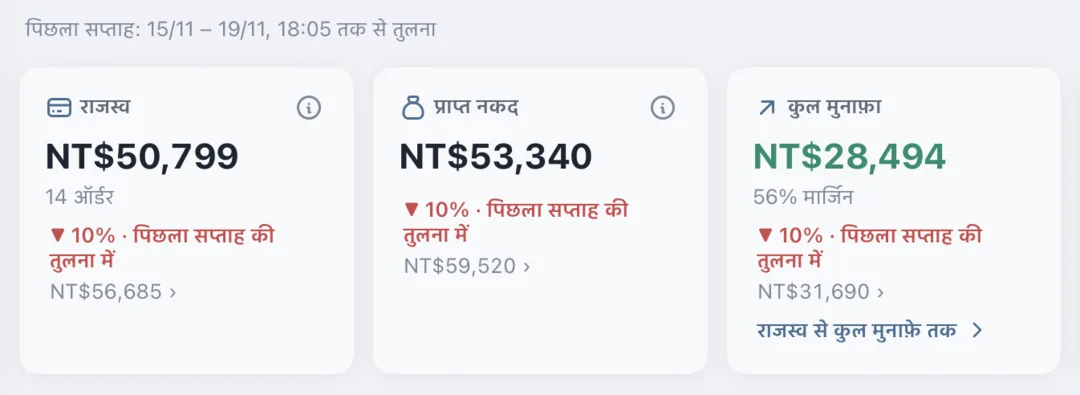 पिछला सप्ताह: 15/11 – 19/11, 18:05 तक से तुलना
राजस्व
NT$50,799
14 ऑर्डर
▼ 10% · पिछला सप्ताह की
तुलना में
NT$56,685 ›
प्राप्त नकद
NT$53,340
▼ 10% · पिछला सप्ताह की
तुलना में
NT$59,520 ›
कुल मुनाफ़ा
NT$28,494
56% मार्जिन
▼ 10% · पिछला सप्ताह की
तुलना में
NT$31,690 ›
राजस्व से कुल मुनाफ़े तक >